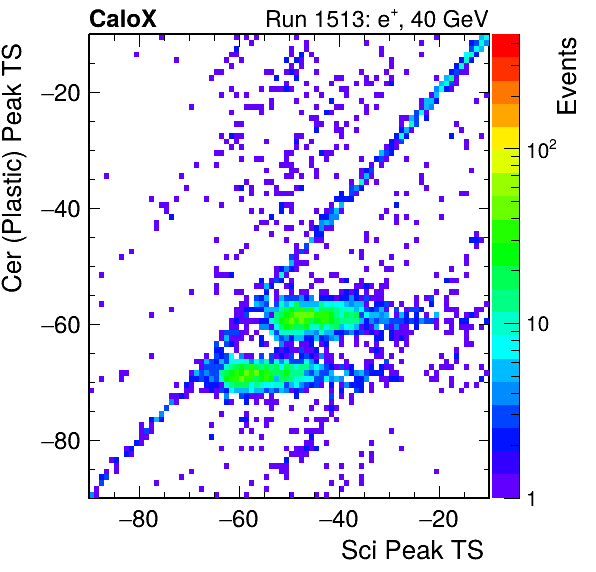 CaloX Run 1513: e⁺, 40 GeV
Cer (Plastic) Peak TS
Events
−20
−40
−60
−80
10²
10
1
−80 −60 −40 −20
Sci Peak TS